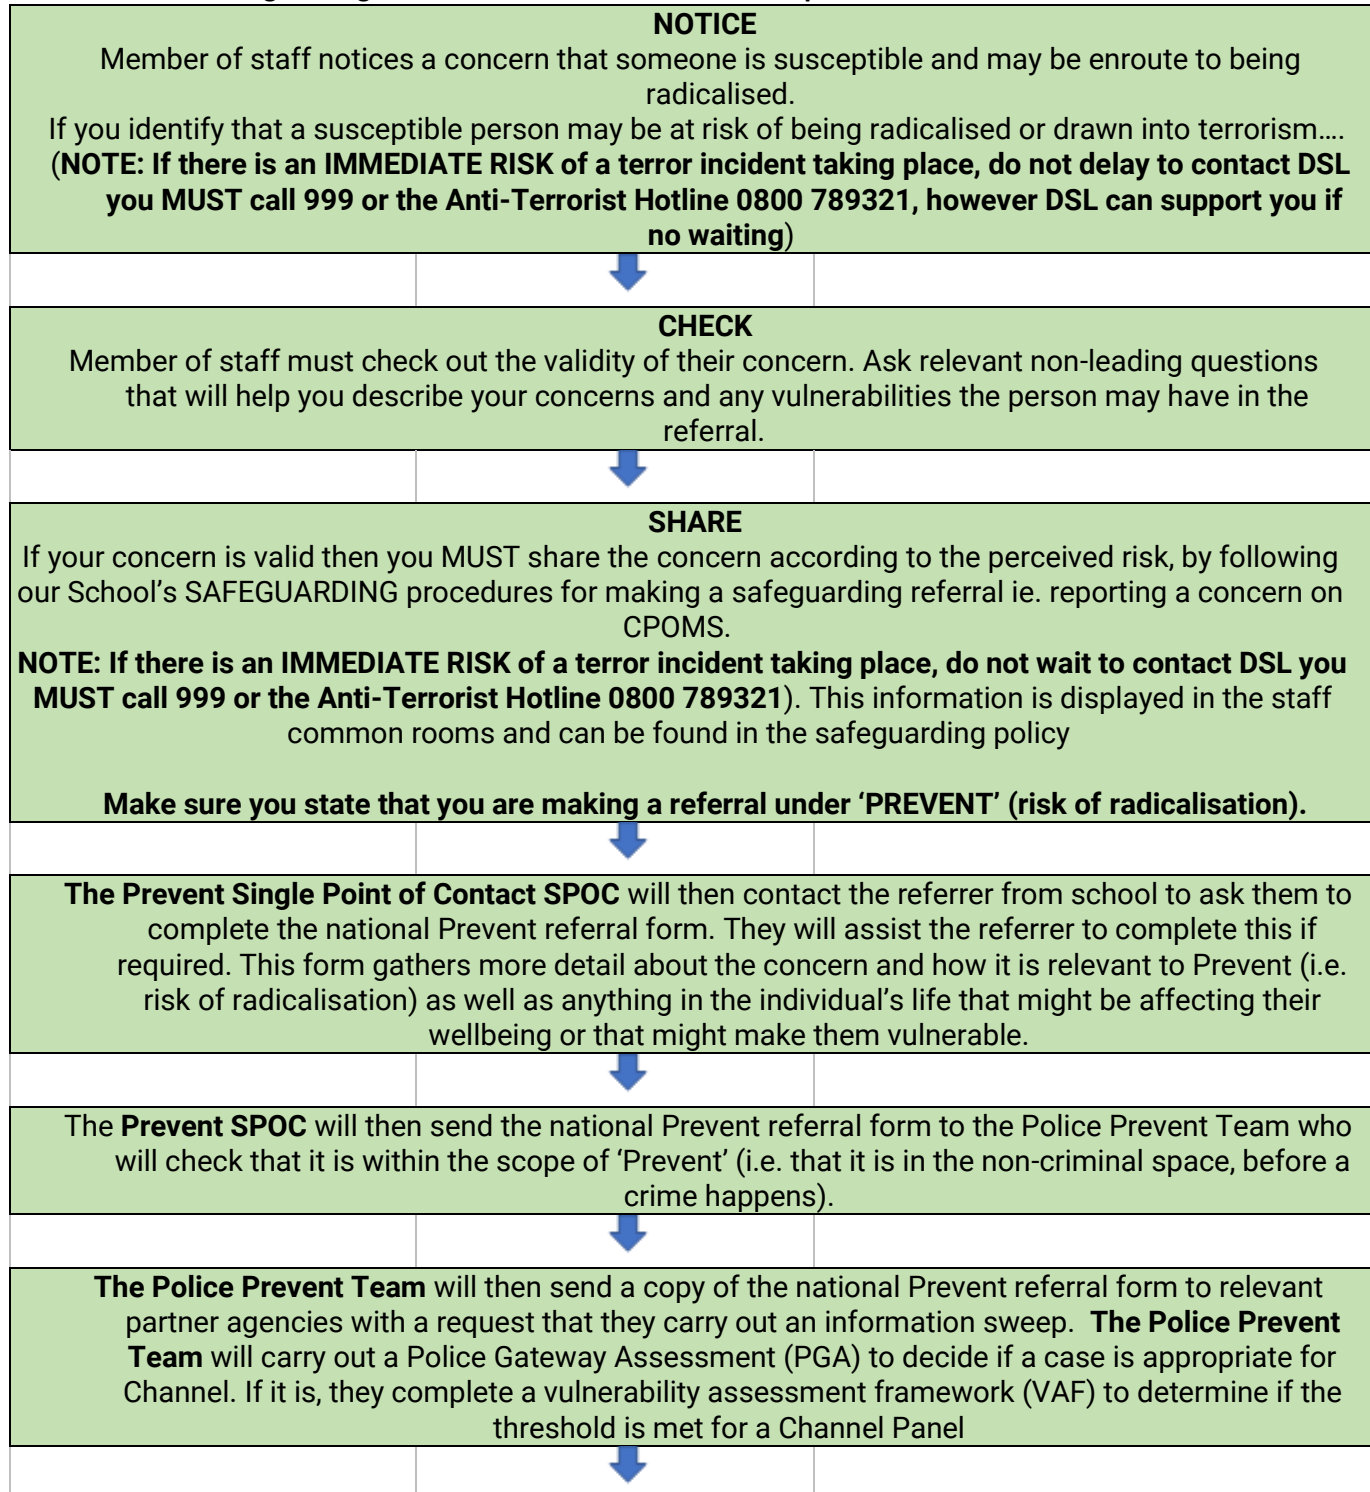 NOTICE
Member of staff notices a concern that someone is susceptible and may be enroute to being
radicalised.
If you identify that a susceptible person may be at risk of being radicalised or drawn into terrorism....
(NOTE: If there is an IMMEDIATE RISK of a terror incident taking place, do not delay to contact DSL
you MUST call 999 or the Anti-Terrorist Hotline 0800 789321, however DSL can support you if
no waiting)
CHECK
Member of staff must check out the validity of their concern. Ask relevant non-leading questions
that will help you describe your concerns and any vulnerabilities the person may have in the
referral.
SHARE
If your concern is valid then you MUST share the concern according to the perceived risk, by following
our School's SAFEGUARDING procedures for making a safeguarding referral ie. reporting a concern on
CPOMS.
NOTE: If there is an IMMEDIATE RISK of a terror incident taking place, do not wait to contact DSL you
MUST call 999 or the Anti-Terrorist Hotline 0800 789321). This information is displayed in the staff
common rooms and can be found in the safeguarding policy
Make sure you state that you are making a referral under ‘PREVENT’ (risk of radicalisation).
The Prevent Single Point of Contact SPOC will then contact the referrer from school to ask them to
complete the national Prevent referral form. They will assist the referrer to complete this if
required. This form gathers more detail about the concern and how it is relevant to Prevent (i.e.
risk of radicalisation) as well as anything in the individual’s life that might be affecting their
wellbeing or that might make them vulnerable.
The Prevent SPOC will then send the national Prevent referral form to the Police Prevent Team who
will check that it is within the scope of ‘Prevent’ (i.e. that it is in the non-criminal space, before a
crime happens).
The Police Prevent Team will then send a copy of the national Prevent referral form to relevant
partner agencies with a request that they carry out an information sweep. The Police Prevent
Team will carry out a Police Gateway Assessment (PGA) to decide if a case is appropriate for
Channel. If it is, they complete a vulnerability assessment framework (VAF) to determine if the
threshold is met for a Channel Panel